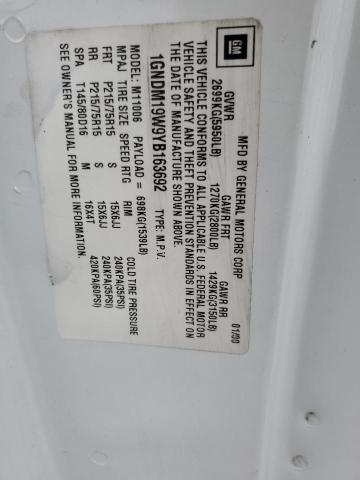 GM MFD BY GENERAL MOTORS CORP 01/00
GVWR GAWR FRT GAWR RR
2699KG(5950LB) 1270KG(2800LB) 1429KG(3150LB)
THIS VEHICLE CONFORMS TO ALL APPLICABLE U.S. FEDERAL MOTOR
VEHICLE SAFETY AND THEFT PREVENTION STANDARDS IN EFFECT ON
THE DATE OF MANUFACTURE SHOWN ABOVE.
1GNDM19W9YB163692 TYPE: M.P.V.
MODEL: M11006 PAYLOAD = 698KG(1539LB)
MPAJ TIRE SIZE SPEED RTG RIM COLD TIRE PRESSURE
FRT P215/75R15 S 15X6JJ 240KPA(35PSI)
RR P215/75R15 S 15X6JJ 240KPA(35PSI)
SPA T145/80D16 M 16X4T 420KPA(60PSI)
SEE OWNER'S MANUAL FOR MORE INFORMATION.